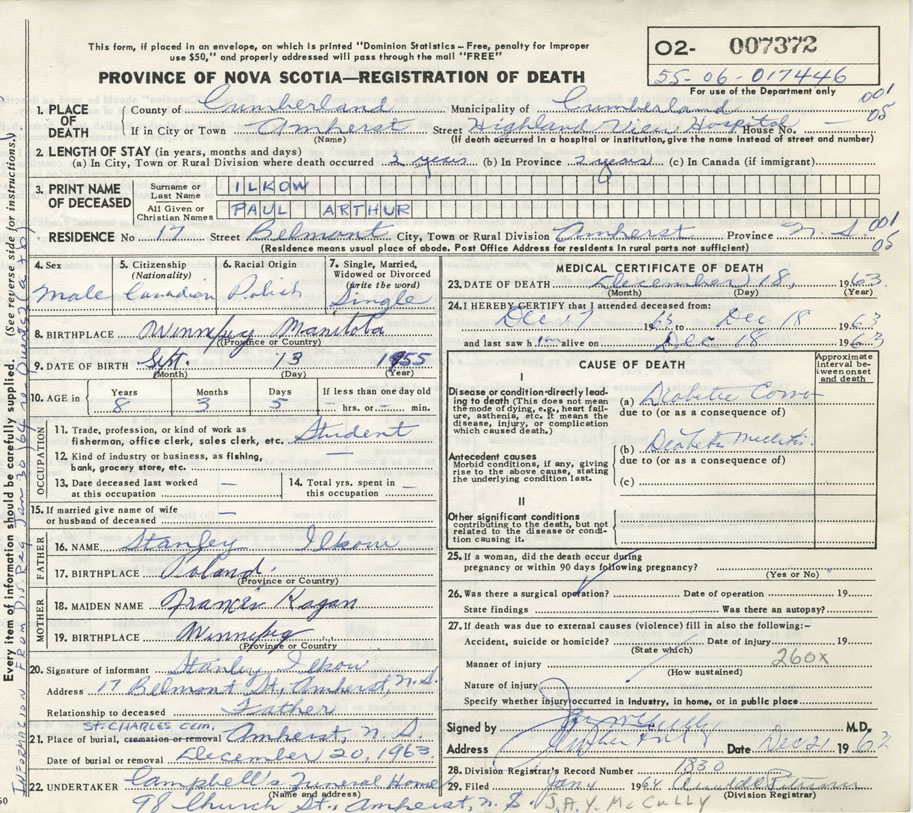 This form, if placed in an envelope, on which is printed "Dominion Statistics—Free, penalty for improper
use $50," and properly addressed will pass through the mail "FREE"
PROVINCE OF NOVA SCOTIA—REGISTRATION OF DEATH
O2- 007372
55-06-017446
For use of the Department only
001
05
1. PLACE OF DEATH
County of Cumberland Municipality of Cumberland
If in City or Town Amherst Street Highland View Hospital House No. —
(Name) (If death occurred in a hospital or institution, give the name instead of street and number)
2. LENGTH OF STAY (in years, months and days)
(a) In City, Town or Rural Division where death occurred 2 years (b) In Province 2 years (c) In Canada (if immigrant)
3. PRINT NAME OF DECEASED
Surname or Last Name ILKOW
All Given or Christian Names PAUL ARTHUR
RESIDENCE No 17 Street Belmont City, Town or Rural Division Amherst Province N.S. 001
05
(Residence means usual place of abode. Post Office Address for residents in rural parts not sufficient)
4. Sex
Male
5. Citizenship (Nationality)
Canadian
6. Racial Origin
Polish
7. Single, Married, Widowed or Divorced (write the word)
Single
8. BIRTHPLACE Winnipeg Manitoba
(Province or Country)
9. DATE OF BIRTH Sept. 13 1955
(Month) (Day) (Year)
10. AGE in Years 8 Months 3 Days 5 If less than one day old
— hrs. or — min.
OCCUPATION
11. Trade, profession, or kind of work as
fisherman, office clerk, sales clerk, etc. Student
12. Kind of industry or business, as fishing,
bank, grocery store, etc. —
13. Date deceased last worked
at this occupation —
14. Total yrs. spent in
this occupation —
15. If married give name of wife
or husband of deceased —
FATHER
16. NAME Stanley Ilkow
17. BIRTHPLACE Poland.
(Province or Country)
MOTHER
18. MAIDEN NAME Francis Kagan
19. BIRTHPLACE Winnipeg
(Province or Country)
20. Signature of informant Stanley Ilkow
Address 17 Belmont St, Amherst, N.S.
Relationship to deceased Father
ST. CHARLES CEM.
21. Place of burial, cremation or removal Amherst, N.S.
Date of burial or removal December 20, 1963
22. UNDERTAKER Campbell's Funeral Home
(Name and address)
98 Church St., Amherst, N.S.
MEDICAL CERTIFICATE OF DEATH
23. DATE OF DEATH December 18, 1963
(Month) (Day) (Year)
24. I HEREBY CERTIFY that I attended deceased from:
Dec 17 1963 to Dec 18 1963
and last saw him alive on Dec 18 1963
CAUSE OF DEATH
Approximate interval between onset and death
I
Disease or condition directly leading to death (This does not mean the mode of dying, e.g., heart failure, asthenia, etc. It means the disease, injury, or complication which caused death.)
(a) Diabetic Coma
due to (or as a consequence of)
Antecedent causes
Morbid conditions, if any, giving rise to the above cause, stating the underlying condition last.
(b) Diabetes Mellitis.
due to (or as a consequence of)
(c)
II
Other significant conditions
contributing to the death, but not related to the disease or condition causing it.
25. If a woman, did the death occur during
pregnancy or within 90 days following pregnancy?
(Yes or No)
26. Was there a surgical operation? Date of operation 19
State findings Was there an autopsy?
27. If death was due to external causes (violence) fill in also the following:-
Accident, suicide or homicide? Date of injury 19
(State which)
Manner of injury 260X
(How sustained)
Nature of injury
Specify whether injury occurred in industry, in home, or in public place
Signed by M.D.
Address Date Dec 21 1963
28. Division Registrar's Record Number 1830
29. Filed Jan 4 1964
(Division Registrar)
J.A.Y. McCULLY
Every item of information should be carefully supplied. (See reverse side for instructions.)